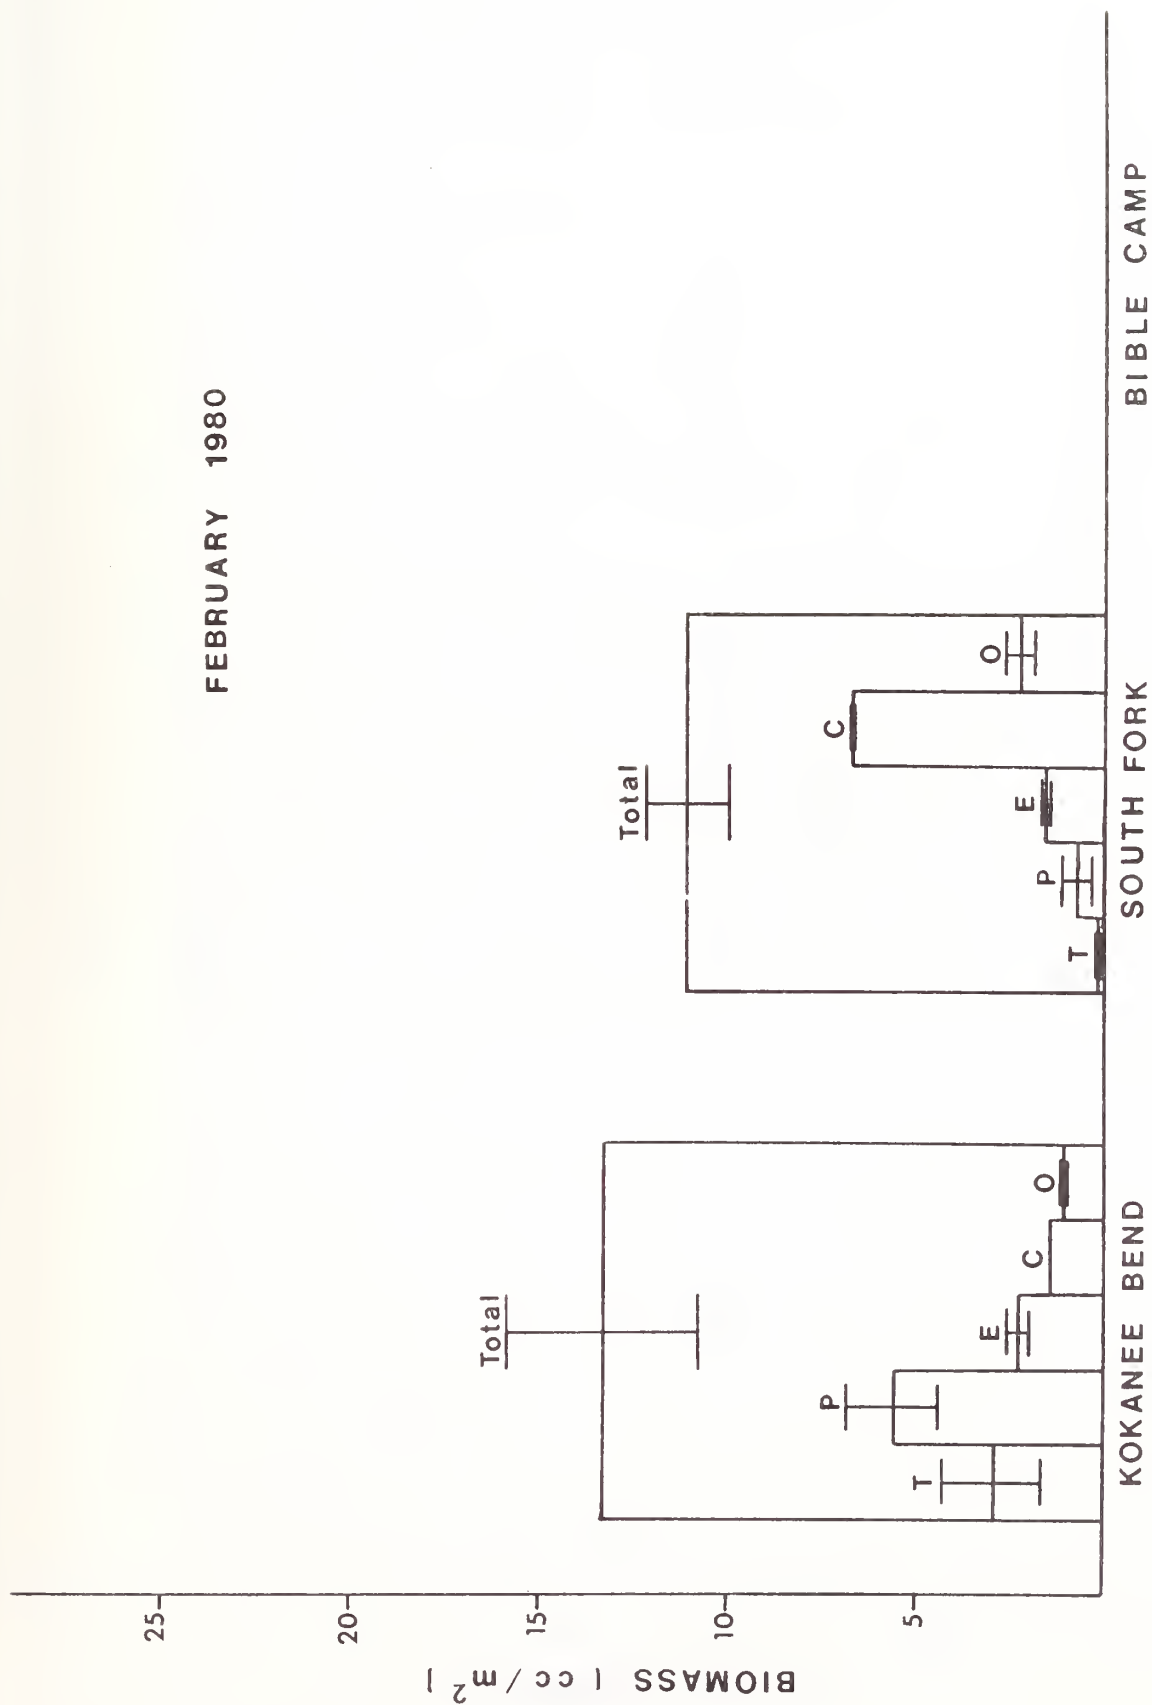 FEBRUARY 1980
BIOMASS ( cc/m² )
25
20
15
10
5
Total
T
P
E
C
O
KOKANEE BEND
Total
T
P
E
C
O
SOUTH FORK
BIBLE CAMP